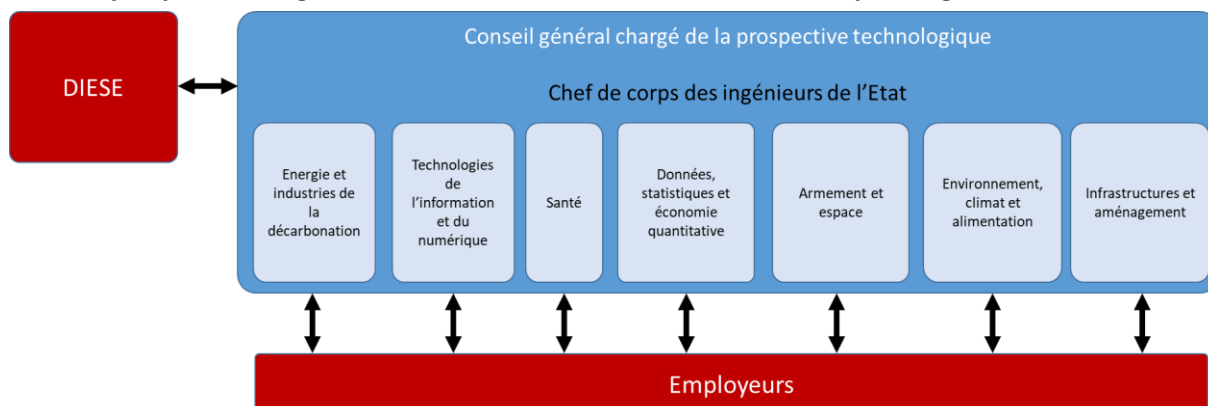 Conseil général chargé de la prospective technologique
DIESE
Chef de corps des ingénieurs de l'Etat
Energie et
industries de
la
décarbonation
Technologies
de
l'information
et du
numérique
Santé
Données,
statistiques et
économie
quantitative
Armement et
espace
Environnement,
climat et
alimentation
Infrastructures et
aménagement
Employeurs